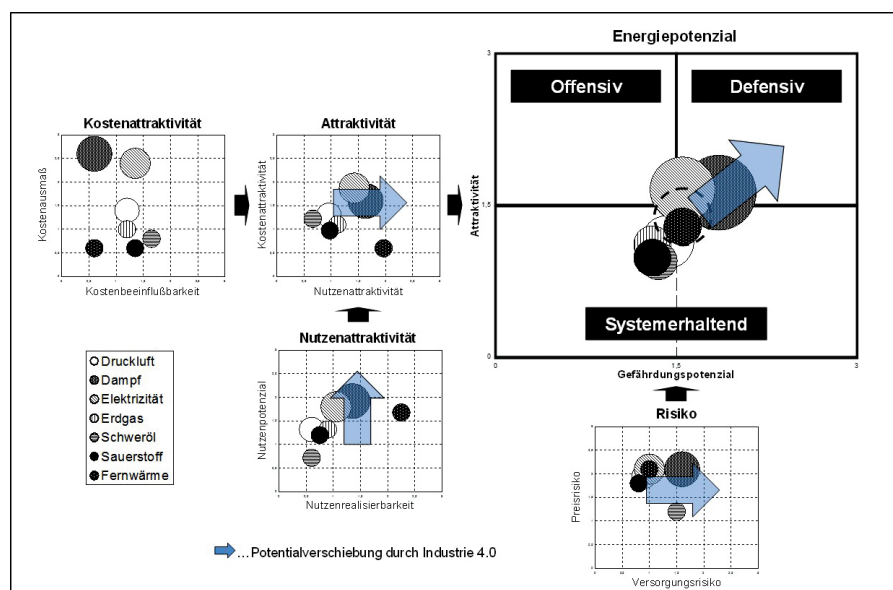 Energiepotenzial
3
Offensiv
Defensiv
Kostenattraktivität
Attraktivität
Kostenausmaß
Kostenattraktivität
Attraktivität
1,5
Kostenbeeinflußbarkeit
Nutzenattraktivität
Systemerhaltend
0
1,5
3
Gefährdungspotenzial
Nutzenattraktivität
Druckluft
Dampf
Elektrizität
Erdgas
Schweröl
Sauerstoff
Fernwärme
Nutzenpotenzial
Nutzenrealisierbarkeit
Risiko
Preisrisiko
Versorgungsrisiko
...Potentialverschiebung durch Industrie 4.0